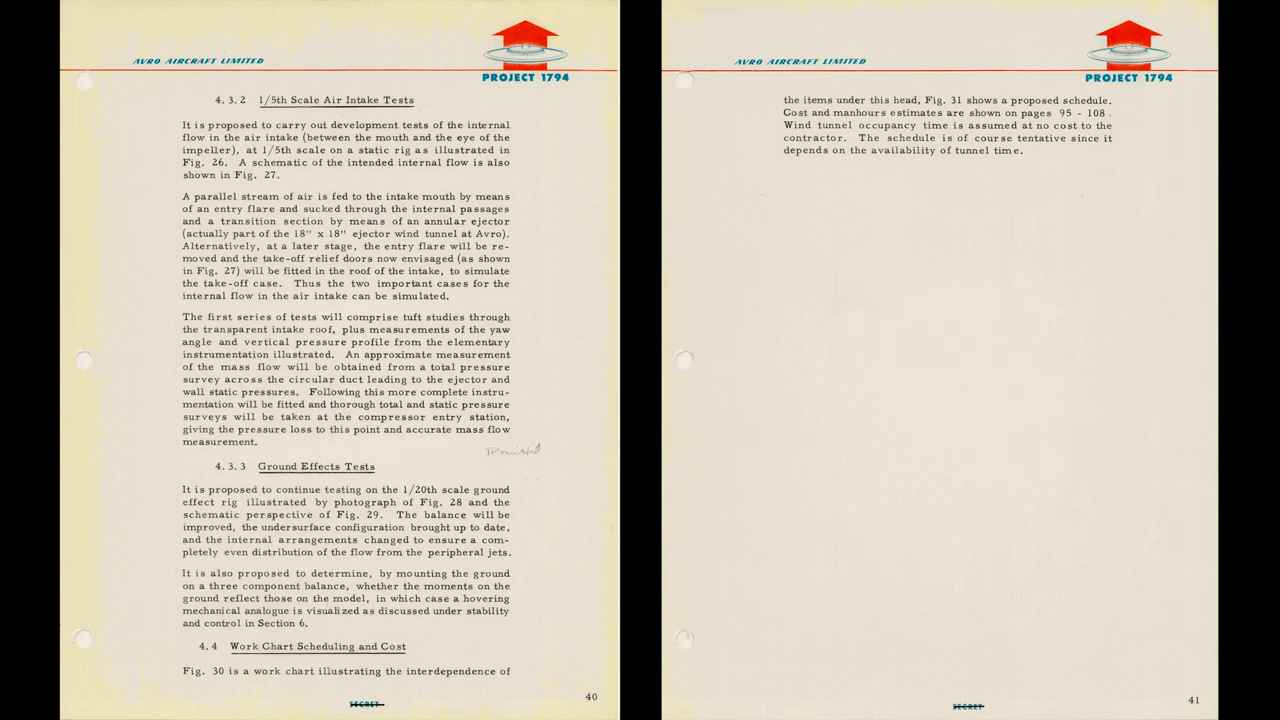 AVRO AIRCRAFT LIMITED
PROJECT 1794
4.3.2 1/5th Scale Air Intake Tests
It is proposed to carry out development tests of the internal
flow in the air intake (between the mouth and the eye of the
impeller), at 1/5th scale on a static rig as illustrated in
Fig. 26. A schematic of the intended internal flow is also
shown in Fig. 27.
A parallel stream of air is fed to the intake mouth by means
of an entry flare and sucked through the internal passages
and a transition section by means of an annular ejector
(actually part of the 18" x 18" ejector wind tunnel at Avro).
Alternatively, at a later stage, the entry flare will be re-
moved and the take-off relief doors now envisaged (as shown
in Fig. 27) will be fitted in the roof of the intake, to simulate
the take-off case. Thus the two important cases for the
internal flow in the air intake can be simulated.
The first series of tests will comprise tuft studies through
the transparent intake roof, plus measurements of the yaw
angle and vertical pressure profile from the elementary
instrumentation illustrated. An approximate measurement
of the mass flow will be obtained from a total pressure
survey across the circular duct leading to the ejector and
wall static pressures. Following this more complete instru-
mentation will be fitted and thorough total and static pressure
surveys will be taken at the compressor entry station,
giving the pressure loss to this point and accurate mass flow
measurement.
4.3.3 Ground Effects Tests
It is proposed to continue testing on the 1/20th scale ground
effect rig illustrated by photograph of Fig. 28 and the
schematic perspective of Fig. 29. The balance will be
improved, the undersurface configuration brought up to date,
and the internal arrangements changed to ensure a com-
pletely even distribution of the flow from the peripheral jets.
It is also proposed to determine, by mounting the ground
on a three component balance, whether the moments on the
ground reflect those on the model, in which case a hovering
mechanical analogue is visualized as discussed under stability
and control in Section 6.
4.4 Work Chart Scheduling and Cost
Fig. 30 is a work chart illustrating the interdependence of
40
SECRET
AVRO AIRCRAFT LIMITED
PROJECT 1794
the items under this head, Fig. 31 shows a proposed schedule.
Cost and manhours estimates are shown on pages 95 - 108.
Wind tunnel occupancy time is assumed at no cost to the
contractor. The schedule is of course tentative since it
depends on the availability of tunnel time.
41
SECRET